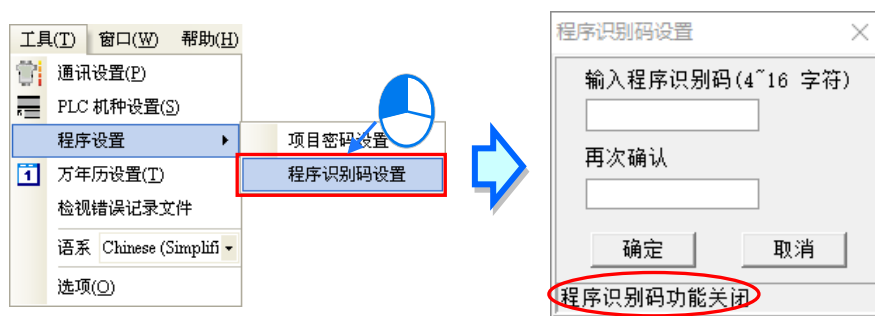 工具(T) 窗口(W) 帮助(H)
通讯设置(P)
PLC 机种设置(S)
程序设置
项目密码设置
程序识别码设置
1 万年历设置(T)
检视错误记录文件
语系 Chinese (Simplifi
选项(O)
程序识别码设置
输入程序识别码(4~16 字符)
再次确认
确定 取消
程序识别码功能关闭